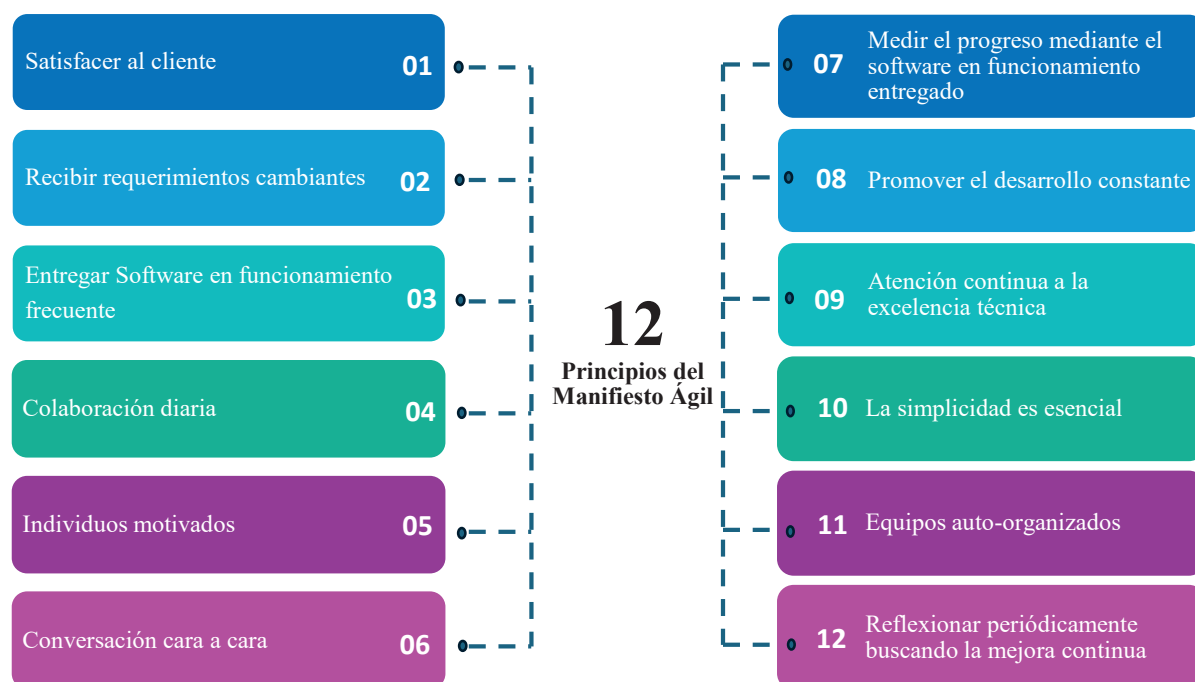 Satisfacer al cliente 01
Recibir requerimientos cambiantes 02
Entregar Software en funcionamiento
frecuente 03
Colaboración diaria 04
Individuos motivados 05
Conversación cara a cara 06
12
Principios del
Manifiesto Ágil
07 Medir el progreso mediante el
software en funcionamiento
entregado
08 Promover el desarrollo constante
09 Atención continua a la
excelencia técnica
10 La simplicidad es esencial
11 Equipos auto-organizados
12 Reflexionar periódicamente
buscando la mejora continua